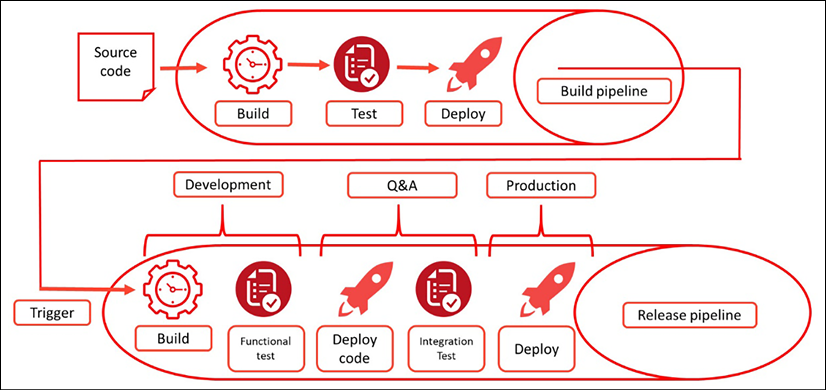 Source
code
Build
Test
Deploy
Build pipeline
Development
Q&A
Production
Trigger
Build
Functional
test
Deploy
code
Integration
Test
Deploy
Release pipeline